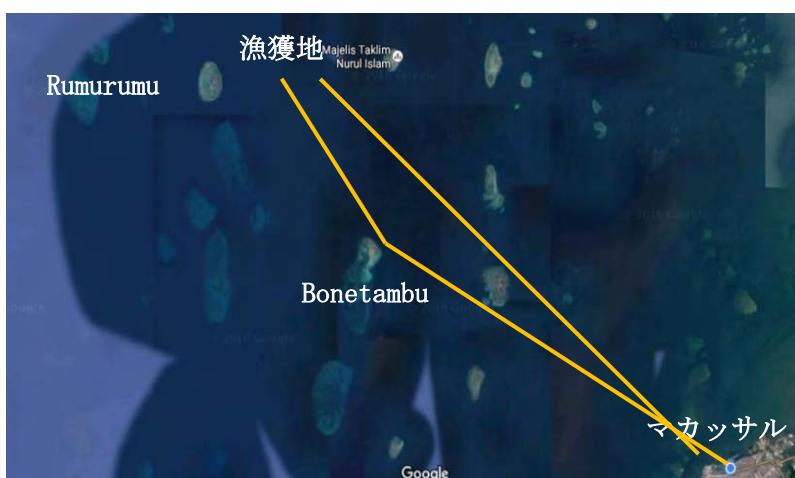 漁獲地
Majelis Taklim
Nurul Islam
Rumurumu
Bonetambu
マカッサル
Google